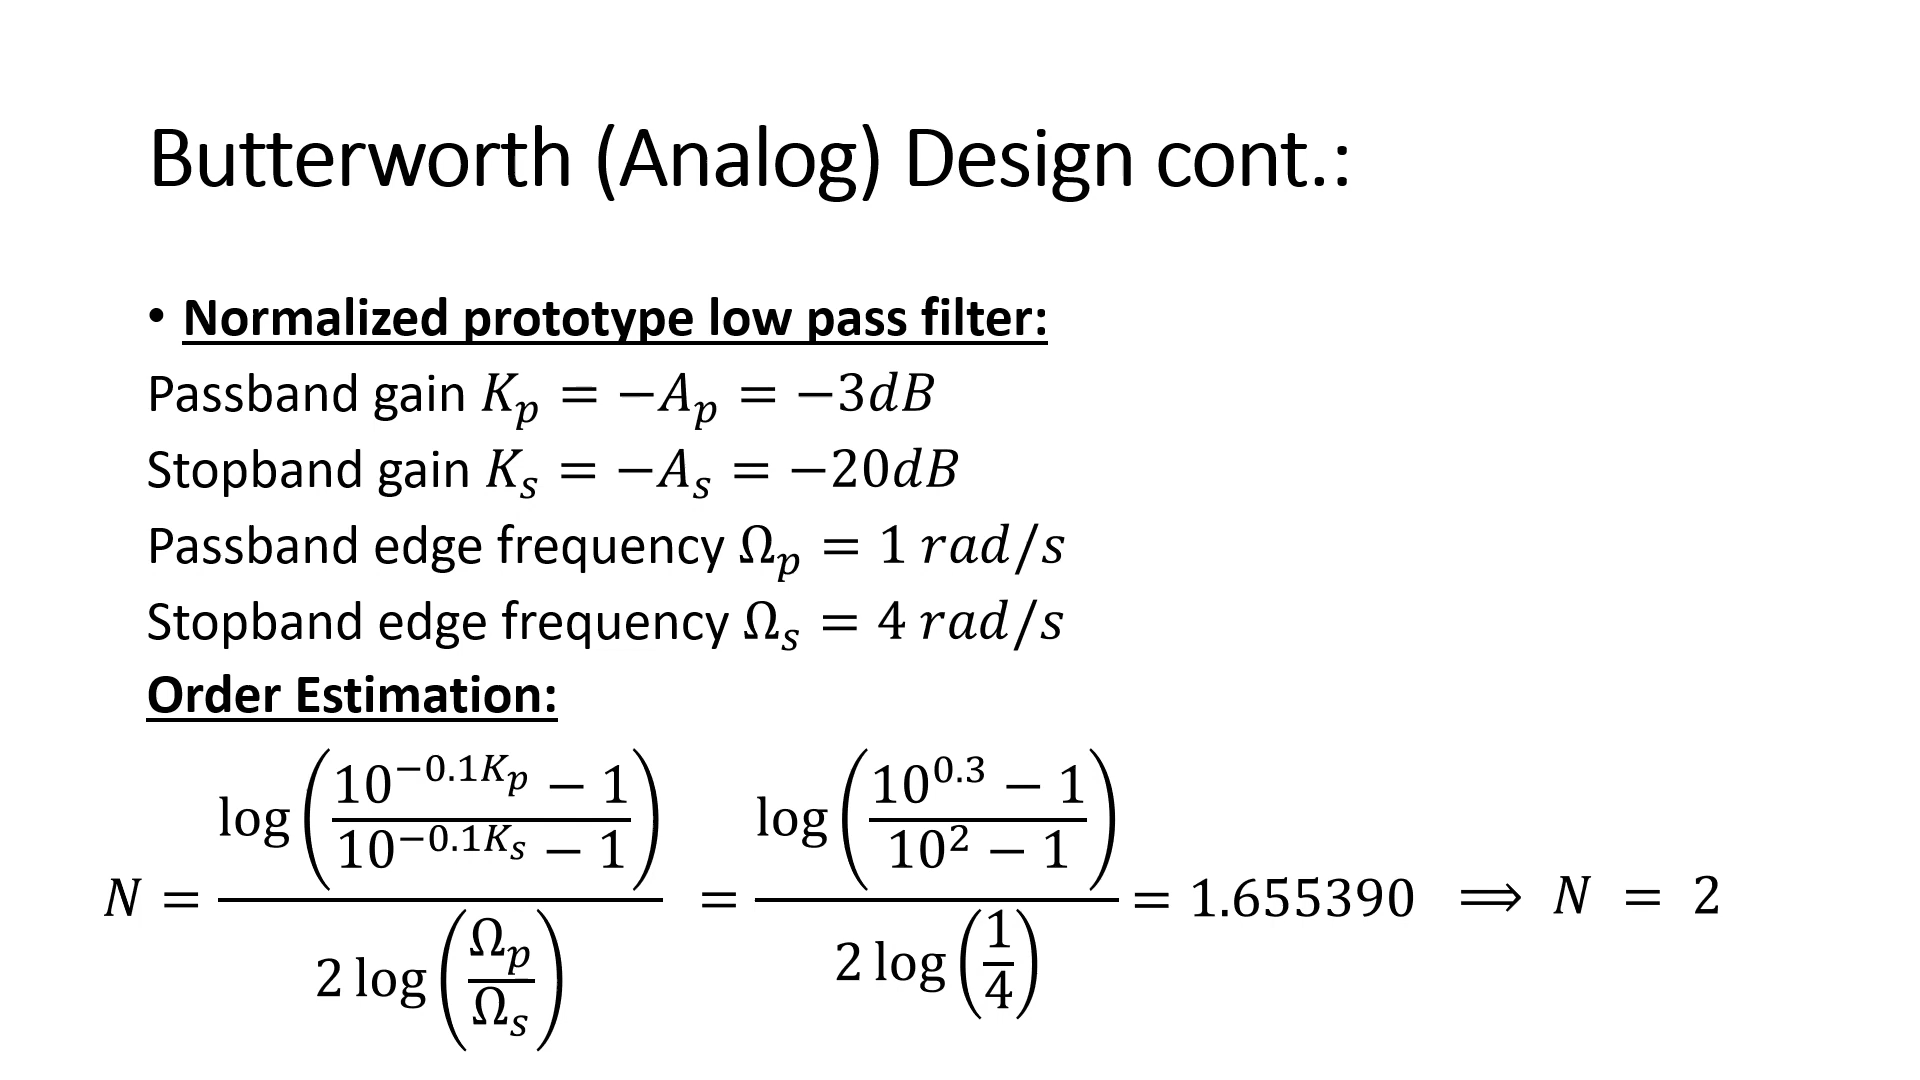 Butterworth (Analog) Design cont.:
• Normalized prototype low pass filter:
Passband gain K_p = −A_p = −3dB
Stopband gain K_s = −A_s = −20dB
Passband edge frequency Ω_p = 1 rad/s
Stopband edge frequency Ω_s = 4 rad/s
Order Estimation:
N = log((10^{−0.1K_p} − 1)/(10^{−0.1K_s} − 1)) / (2 log(Ω_p/Ω_s)) = log((10^{0.3} − 1)/(10^2 − 1)) / (2 log(1/4)) = 1.655390 ⟹ N = 2